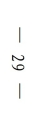 — 29 —